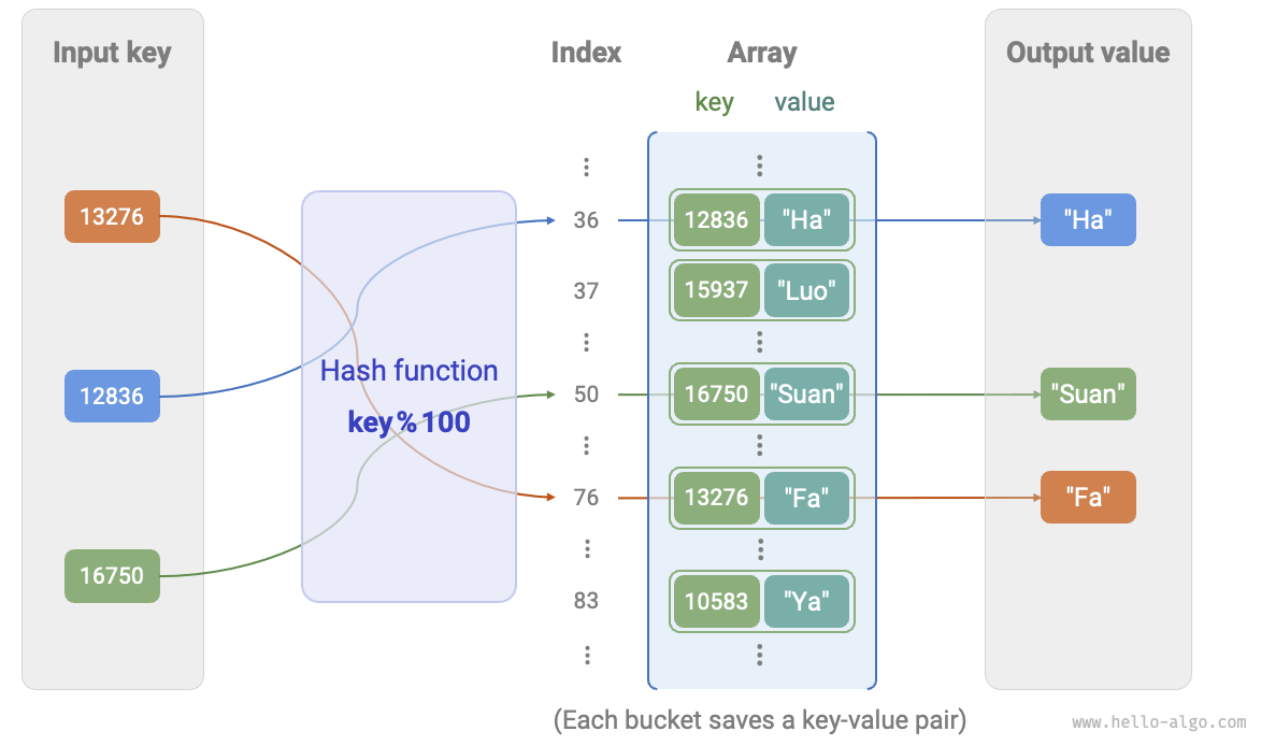 Input key
Index
Array
Output value
key value
13276
12836
16750
Hash function
key%100
36 12836 "Ha" "Ha"
37 15937 "Luo"
50 16750 "Suan" "Suan"
76 13276 "Fa" "Fa"
83 10583 "Ya"
(Each bucket saves a key-value pair)
www.hello-algo.com